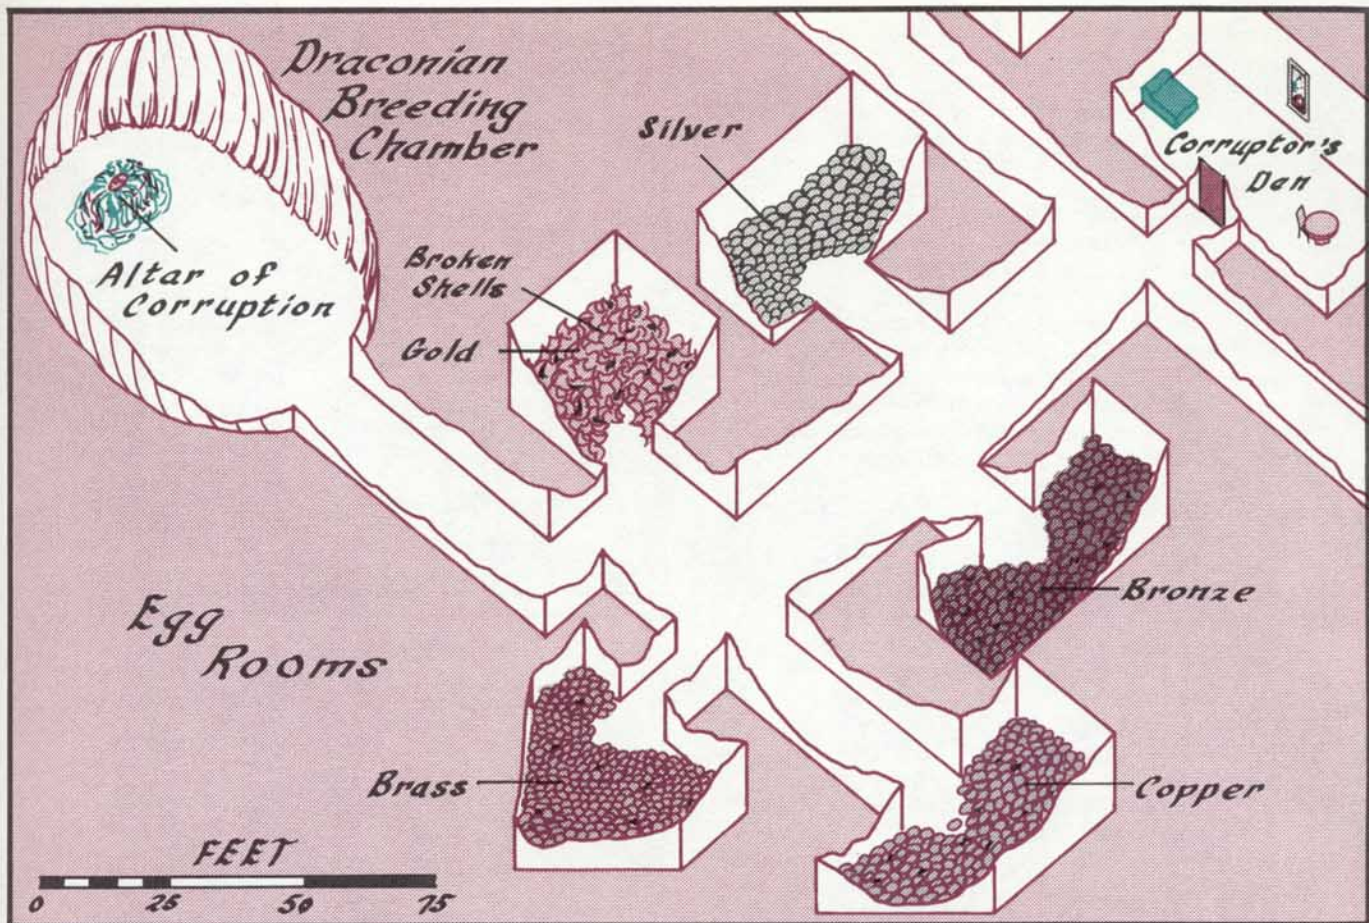 Draconian
Breeding
Chamber
Silver
Corruptor's
Den
Altar of
Corruption
Broken
Shells
Gold
Bronze
Egg
Rooms
Brass
Copper
FEET
0 25 50 75